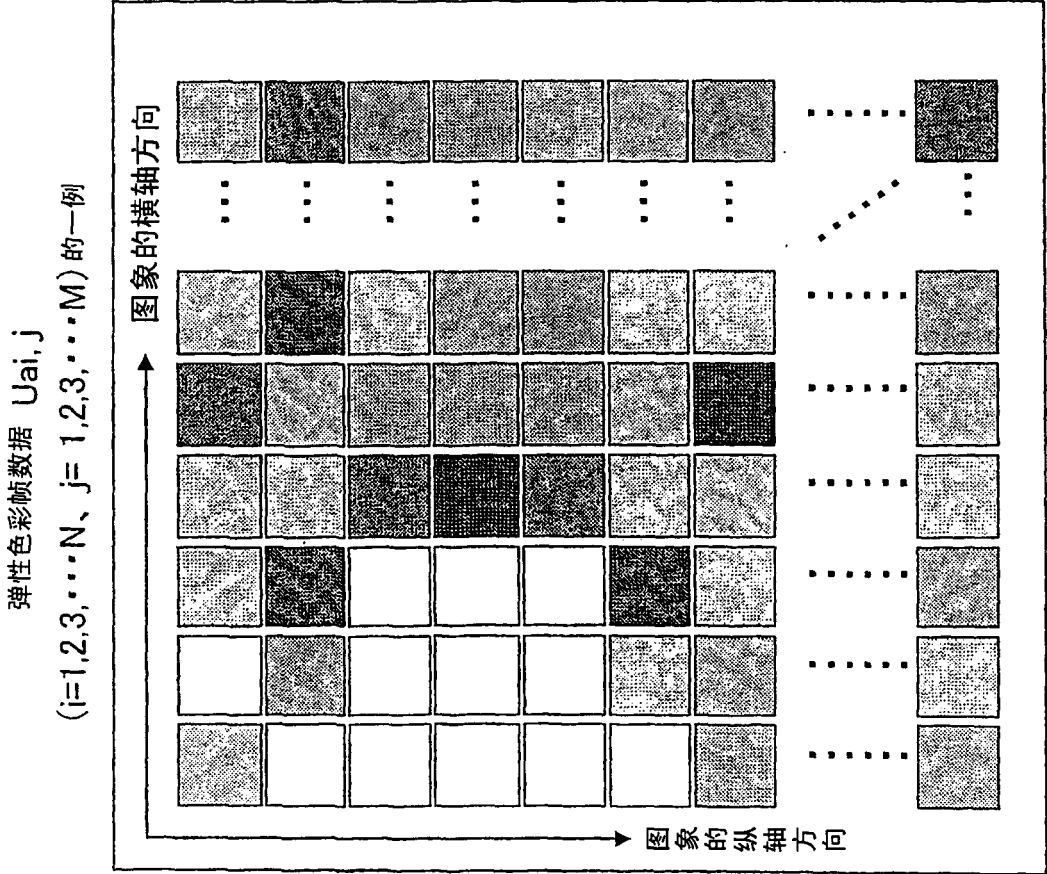 弹性色彩帧数据 Uai, j
(i=1,2,3,···N、j= 1,2,3,···M)的一例
图象的横轴方向
图象的纵轴方向